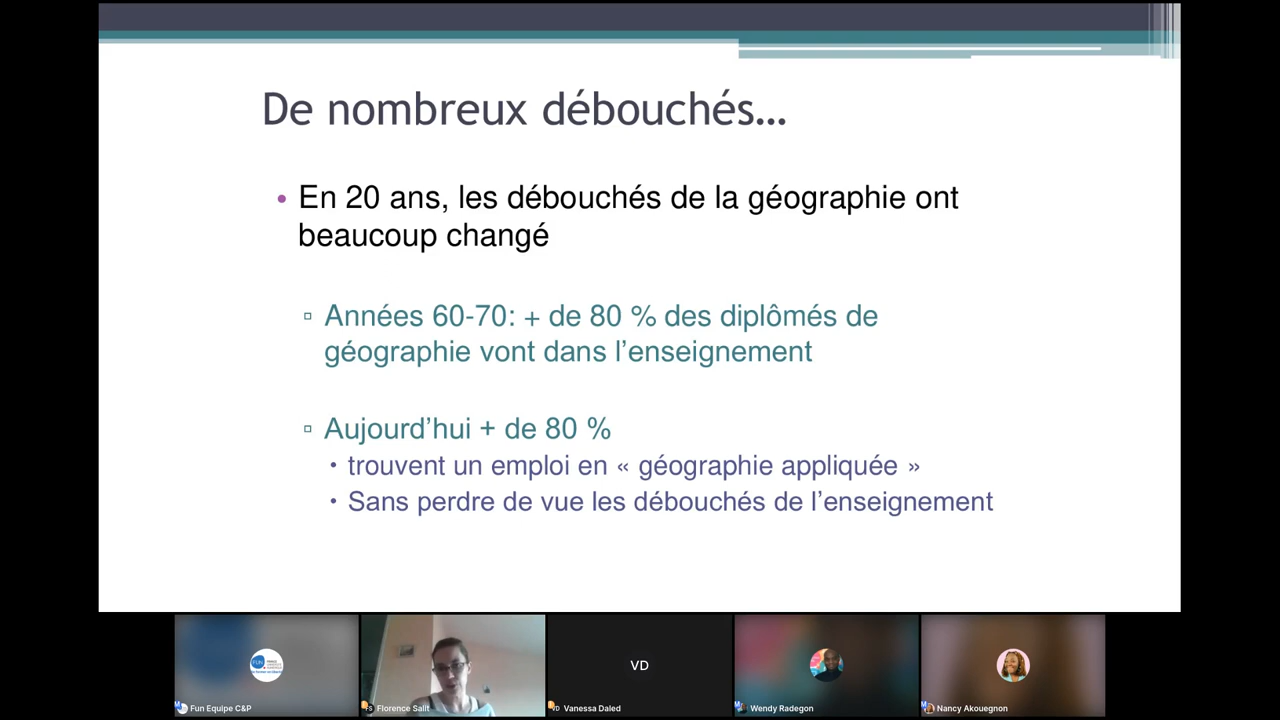 De nombreux débouchés...
• En 20 ans, les débouchés de la géographie ont
beaucoup changé
▫ Années 60-70: + de 80 % des diplômés de
géographie vont dans l’enseignement
▫ Aujourd’hui + de 80 %
• trouvent un emploi en « géographie appliquée »
• Sans perdre de vue les débouchés de l’enseignement
FUN
VD
Fun Equipe C&P
Florence Salit
Vanessa Daled
Wendy Radegon
Nancy Akouegnon